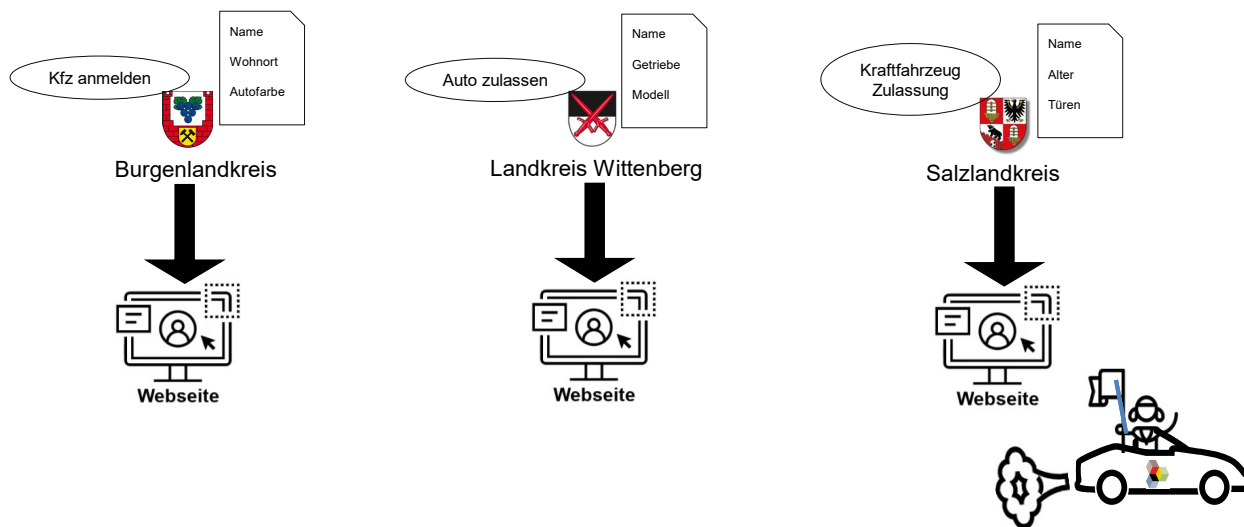 Kfz anmelden
Name
Wohnort
Autofarbe
Burgenlandkreis
Webseite
Auto zulassen
Name
Getriebe
Modell
Landkreis Wittenberg
Webseite
Kraftfahrzeug
Zulassung
Name
Alter
Türen
Salzlandkreis
Webseite